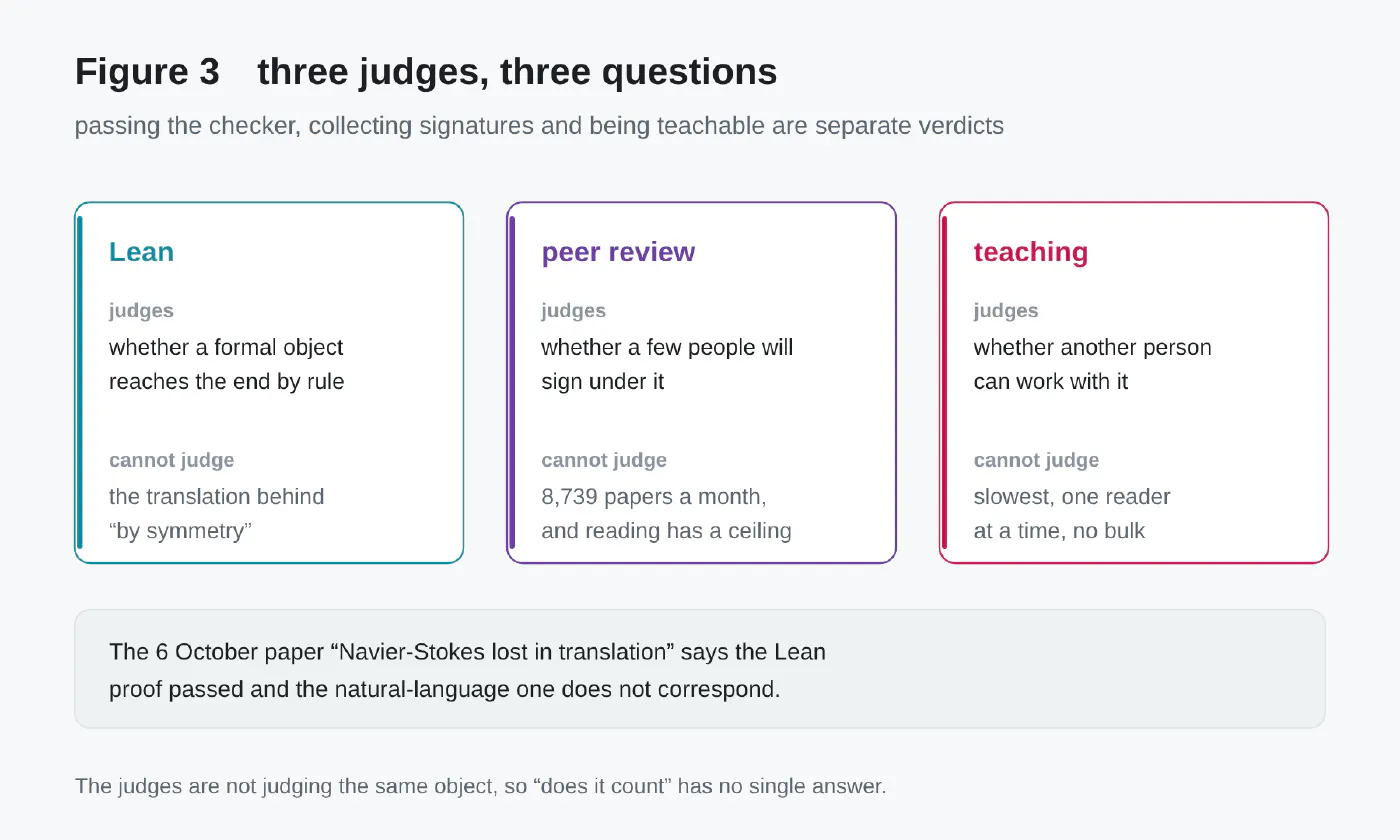 Figure 3 three judges, three questions
passing the checker, collecting signatures and being teachable are separate verdicts
Lean
judges
whether a formal object
reaches the end by rule
cannot judge
the translation behind
“by symmetry”
peer review
judges
whether a few people will
sign under it
cannot judge
8,739 papers a month,
and reading has a ceiling
teaching
judges
whether another person
can work with it
cannot judge
slowest, one reader
at a time, no bulk
The 6 October paper “Navier-Stokes lost in translation” says the Lean
proof passed and the natural-language one does not correspond.
The judges are not judging the same object, so “does it count” has no single answer.